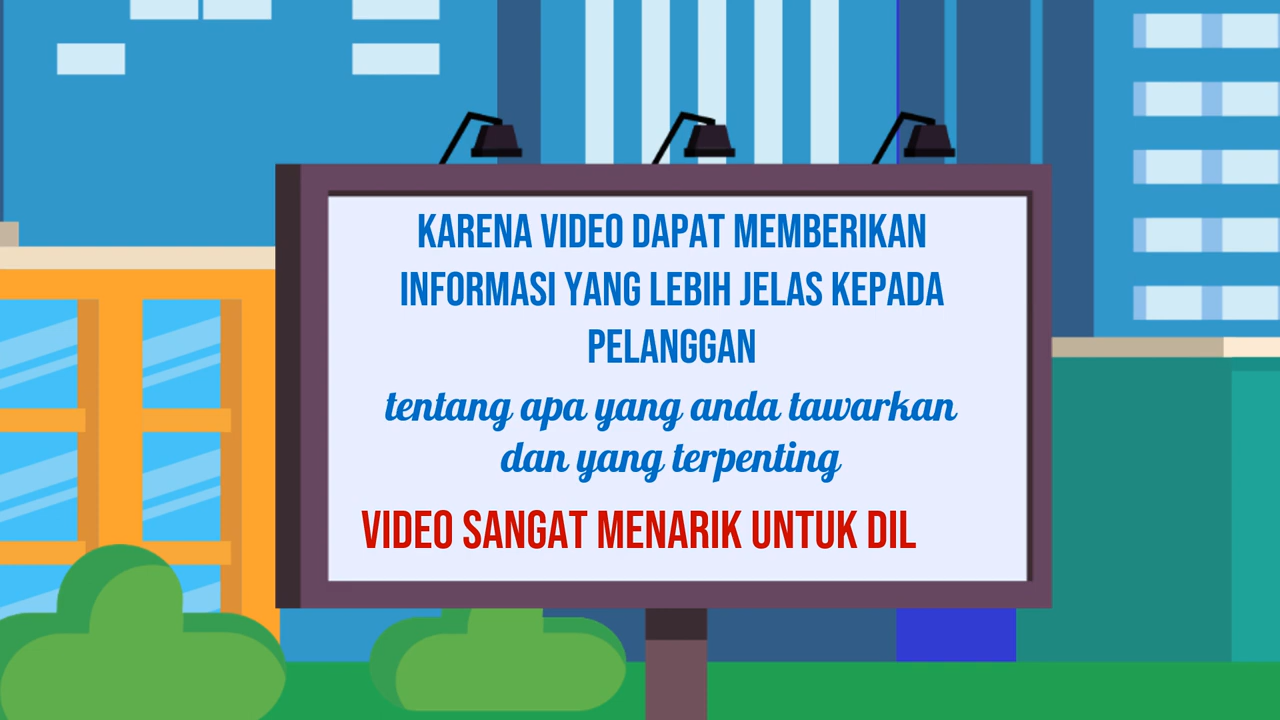 KARENA VIDEO DAPAT MEMBERIKAN
INFORMASI YANG LEBIH JELAS KEPADA
PELANGGAN
tentang apa yang anda tawarkan
dan yang terpenting
VIDEO SANGAT MENARIK UNTUK DIL